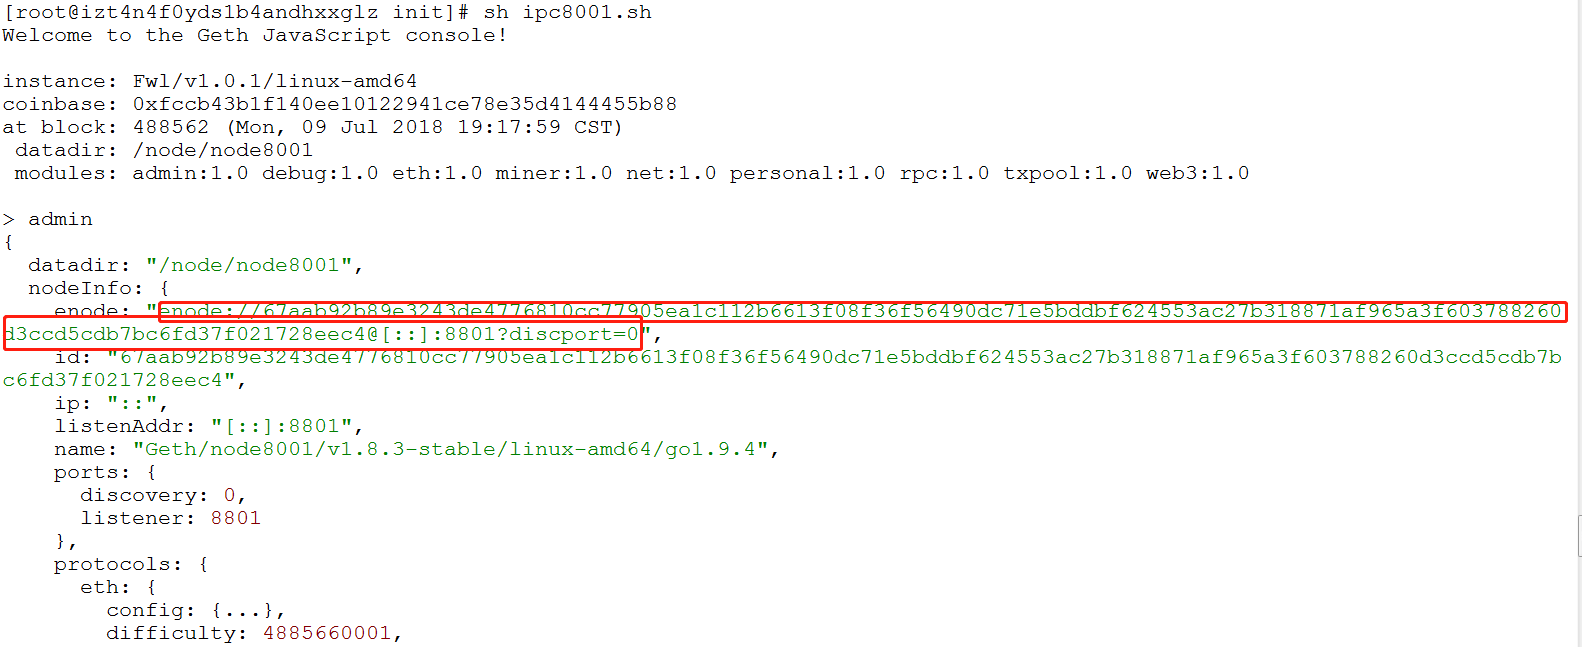 [root@izt4n4f0yds1b4andhxxglz init]# sh ipc8001.sh
Welcome to the Geth JavaScript console!
instance: Fwl/v1.0.1/linux-amd64
coinbase: 0xfccb43b1f140ee10122941ce78e35d4144455b88
at block: 488562 (Mon, 09 Jul 2018 19:17:59 CST)
 datadir: /node/node8001
 modules: admin:1.0 debug:1.0 eth:1.0 miner:1.0 net:1.0 personal:1.0 rpc:1.0 txpool:1.0 web3:1.0
> admin
{
  datadir: "/node/node8001",
  nodeInfo: {
    enode: "enode://67aab92b89e3243de4776810cc77905ea1c112b6613f08f36f56490dc71e5bddbf624553ac27b318871af965a3f603788260
d3ccd5cdb7bc6fd37f021728eec4@[::]:8801?discport=0",
    id: "67aab92b89e3243de4776810cc77905ea1c112b6613f08f36f56490dc71e5bddbf624553ac27b318871af965a3f603788260d3ccd5cdb7b
c6fd37f021728eec4",
    ip: "::",
    listenAddr: "[::]:8801",
    name: "Geth/node8001/v1.8.3-stable/linux-amd64/go1.9.4",
    ports: {
      discovery: 0,
      listener: 8801
    },
    protocols: {
      eth: {
        config: {...},
        difficulty: 4885660001,